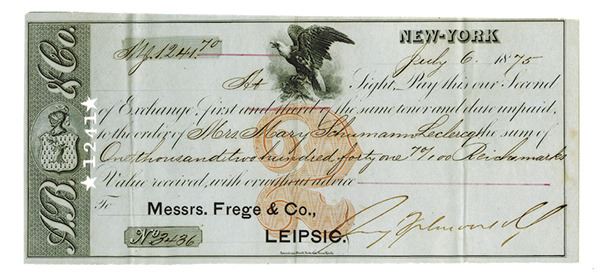 NEW-YORK
My. 1241.70
July 6. 1875
At Sight, Pay this our Second
of Exchange, first and third of the same tenor and date unpaid,
to the order of Mrs. Mary Schumann Leclercq the sum of
One thousand two hundred forty one 70/100 Reichsmarks
Value received, with or without advice
To
Messrs. Frege & Co.,
LEIPSIC.
No 3436
& Co.
★1241★